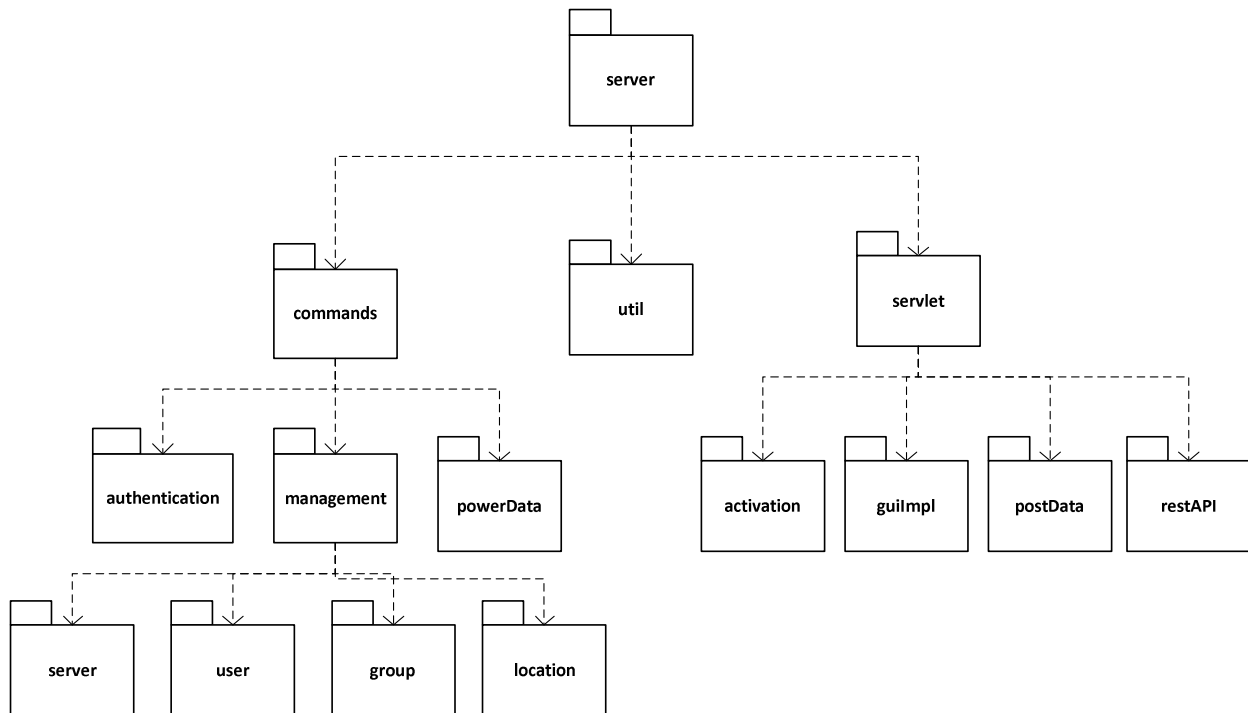 server
commands
util
servlet
authentication
management
powerData
activation
guiImpl
postData
restAPI
server
user
group
location